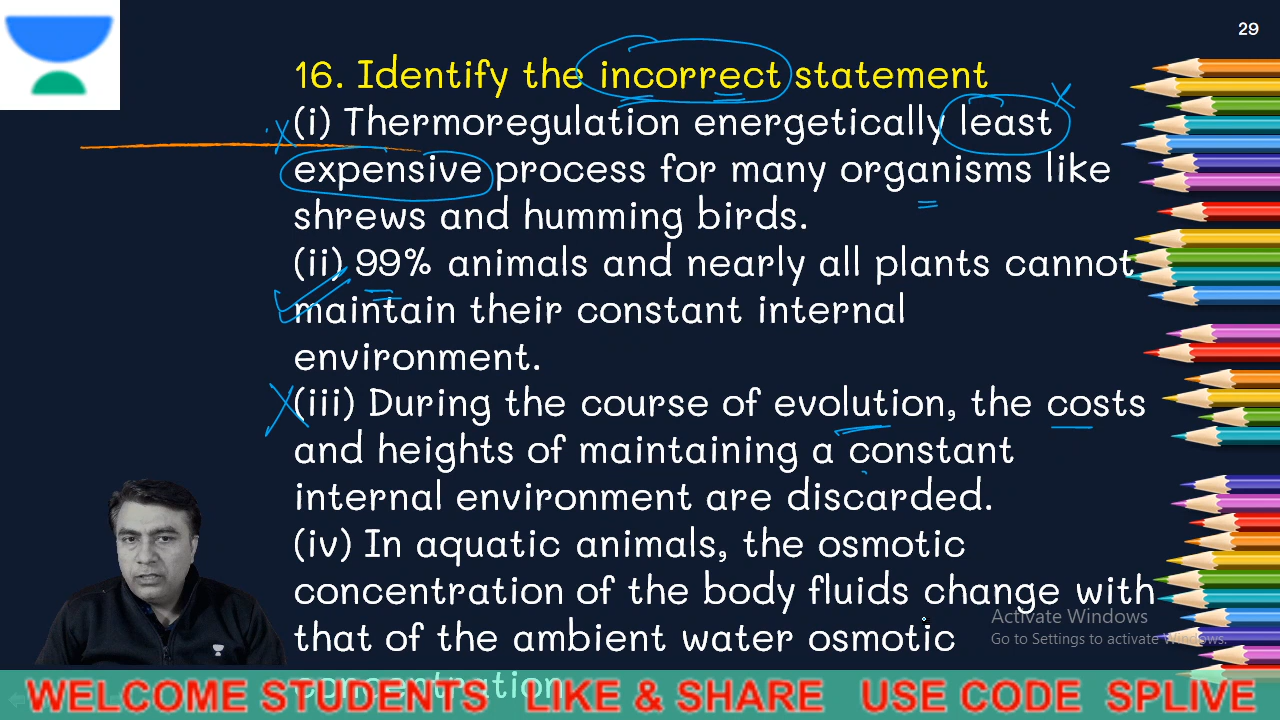 29
16. Identify the incorrect statement
(i) Thermoregulation energetically least
expensive process for many organisms like
shrews and humming birds.
(ii) 99% animals and nearly all plants cannot
maintain their constant internal
environment.
(iii) During the course of evolution, the costs
and heights of maintaining a constant
internal environment are discarded.
(iv) In aquatic animals, the osmotic
concentration of the body fluids change with
that of the ambient water osmotic
concentration
Activate Windows
Go to Settings to activate Windows.
WELCOME STUDENTS LIKE & SHARE USE CODE SPLIVE